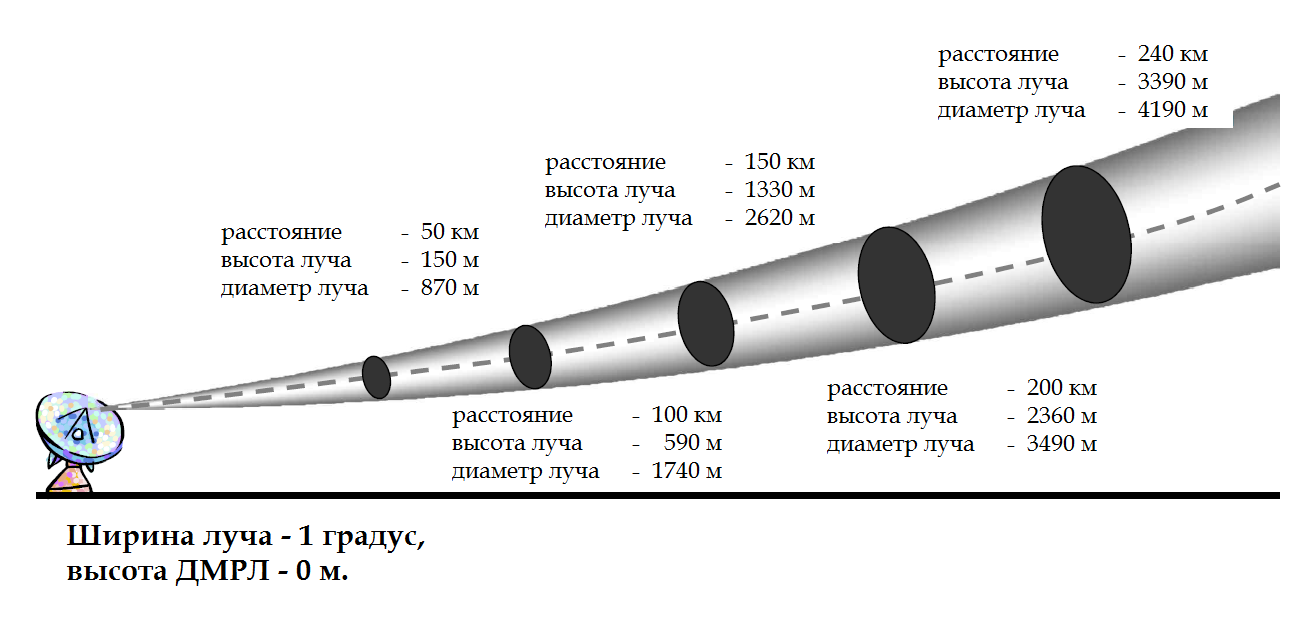 расстояние - 240 км
высота луча - 3390 м
диаметр луча - 4190 м
расстояние - 150 км
высота луча - 1330 м
диаметр луча - 2620 м
расстояние - 50 км
высота луча - 150 м
диаметр луча - 870 м
расстояние - 200 км
высота луча - 2360 м
диаметр луча - 3490 м
расстояние - 100 км
высота луча - 590 м
диаметр луча - 1740 м
Ширина луча - 1 градус,
высота ДМРЛ - 0 м.